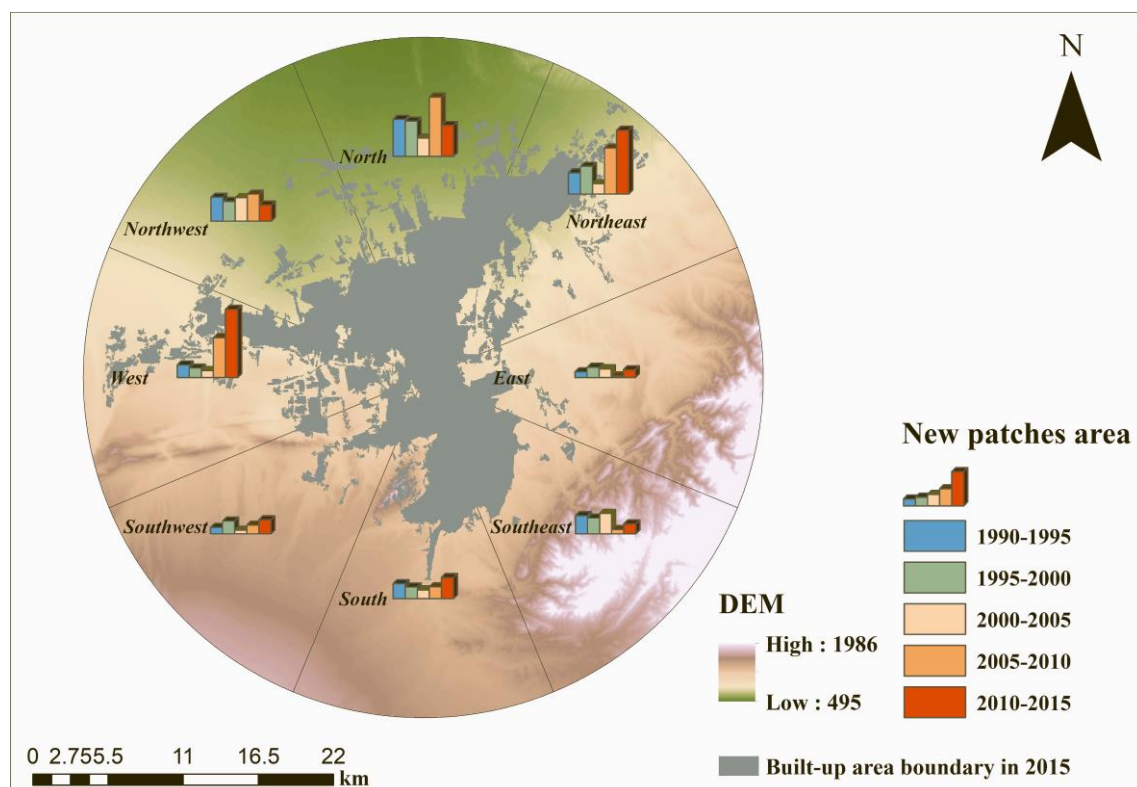 N
North
Northeast
Northwest
West
East
Southwest
Southeast
South
New patches area
1990-1995
1995-2000
2000-2005
2005-2010
2010-2015
DEM
High : 1986
Low : 495
0 2.755.5 11 16.5 22
km
Built-up area boundary in 2015